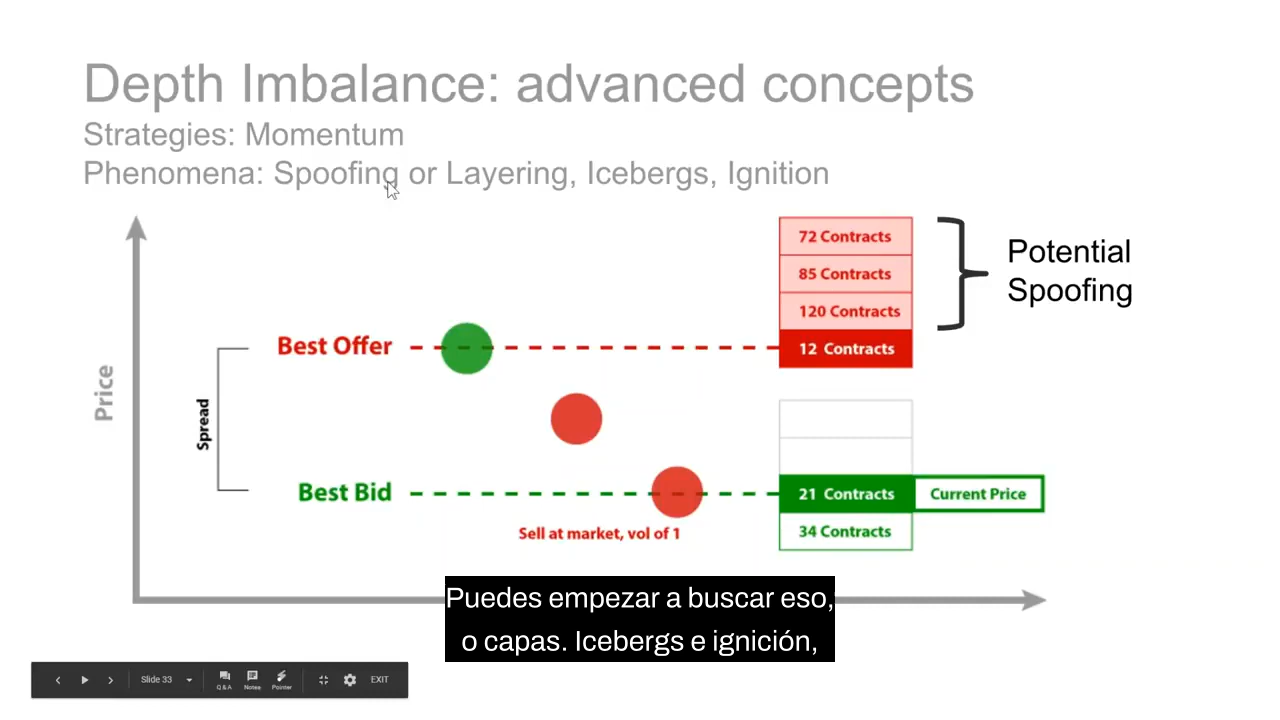 Depth Imbalance: advanced concepts
Strategies: Momentum
Phenomena: Spoofing or Layering, Icebergs, Ignition
72 Contracts
85 Contracts
120 Contracts
12 Contracts
Potential
Spoofing
Best Offer
Price
Spread
Best Bid
21 Contracts
Current Price
34 Contracts
Sell at market, vol of 1
Puedes empezar a buscar eso,
o capas. Icebergs e ignición,
Slide 33
Q & A
Notes
Pointer
EXIT